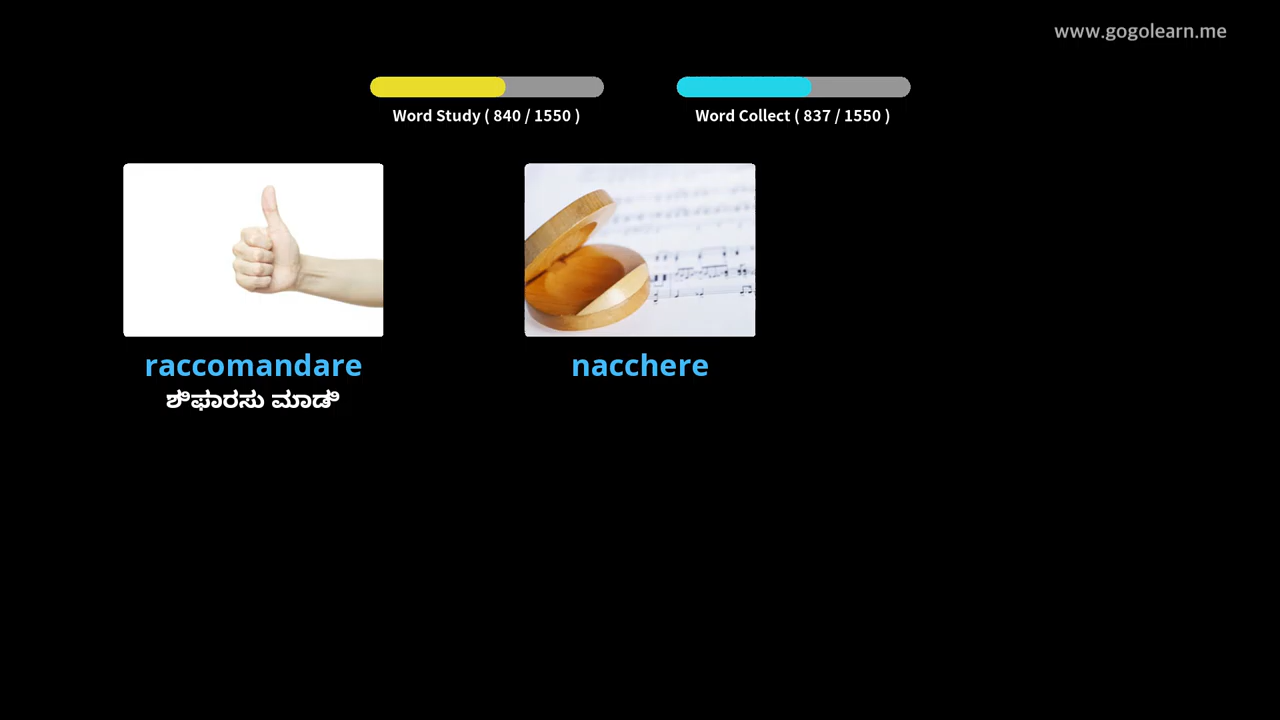 www.gogolearn.me
Word Study ( 840 / 1550 )
Word Collect ( 837 / 1550 )
raccomandare
ಶಿಫಾರಸು ಮಾಡಿ
nacchere